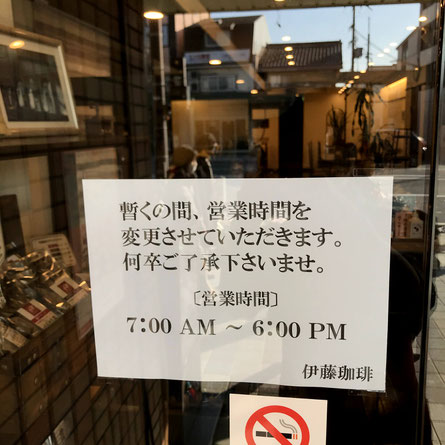 暫くの間、営業時間を
変更させていただきます。
何卒ご了承下さいませ。
〔営業時間〕
7:00 AM ～ 6:00 PM
伊藤珈琲